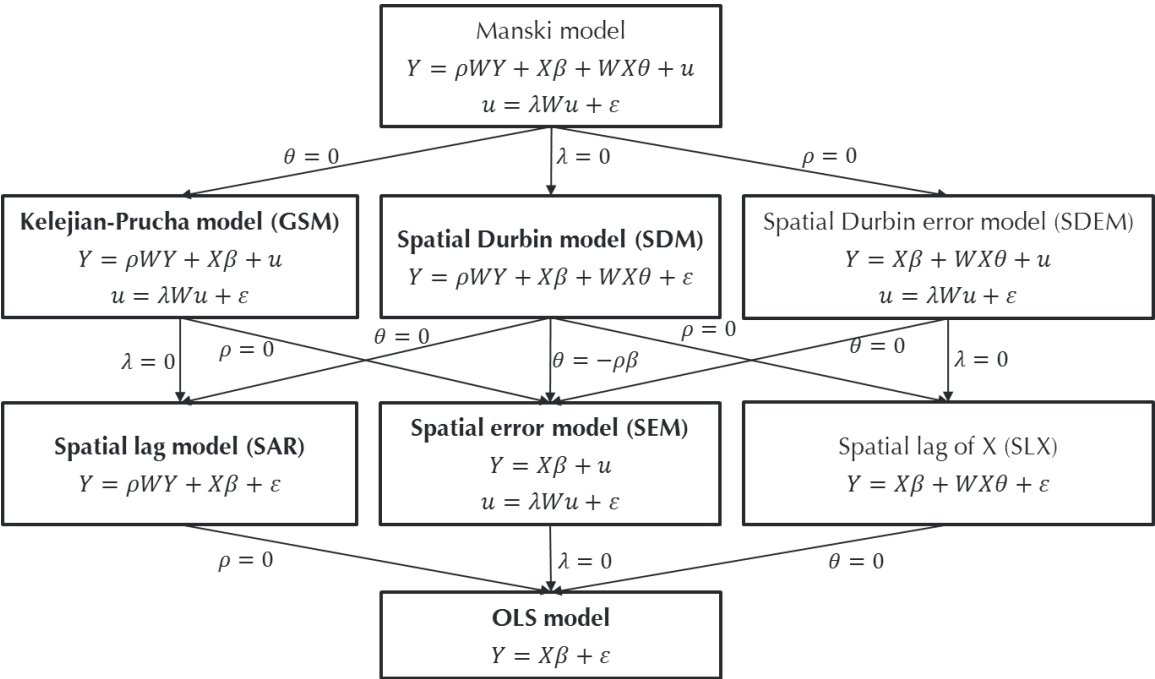 Manski model
Y = ρWY + Xβ + WXθ + u
u = λWu + ε
θ = 0
λ = 0
ρ = 0
Kelejian-Prucha model (GSM)
Y = ρWY + Xβ + u
u = λWu + ε
Spatial Durbin model (SDM)
Y = ρWY + Xβ + WXθ + ε
Spatial Durbin error model (SDEM)
Y = Xβ + WXθ + u
u = λWu + ε
λ = 0
ρ = 0
θ = 0
θ = −ρβ
ρ = 0
θ = 0
λ = 0
Spatial lag model (SAR)
Y = ρWY + Xβ + ε
Spatial error model (SEM)
Y = Xβ + u
u = λWu + ε
Spatial lag of X (SLX)
Y = Xβ + WXθ + ε
ρ = 0
λ = 0
θ = 0
OLS model
Y = Xβ + ε